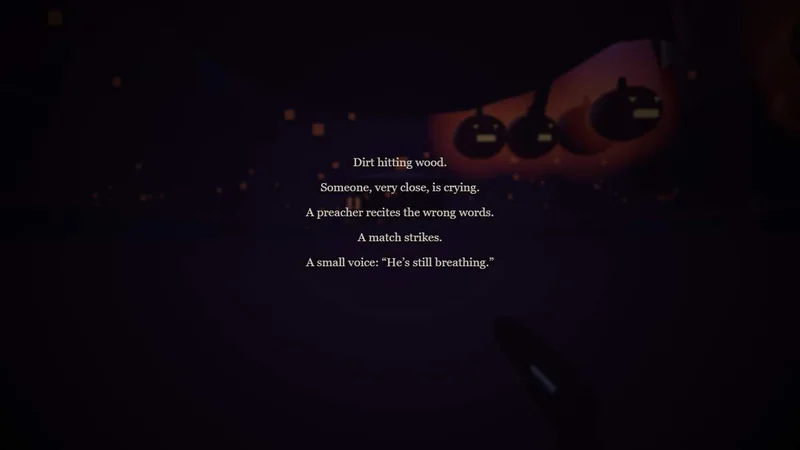 Dirt hitting wood.
Someone, very close, is crying.
A preacher recites the wrong words.
A match strikes.
A small voice: “He’s still breathing.”